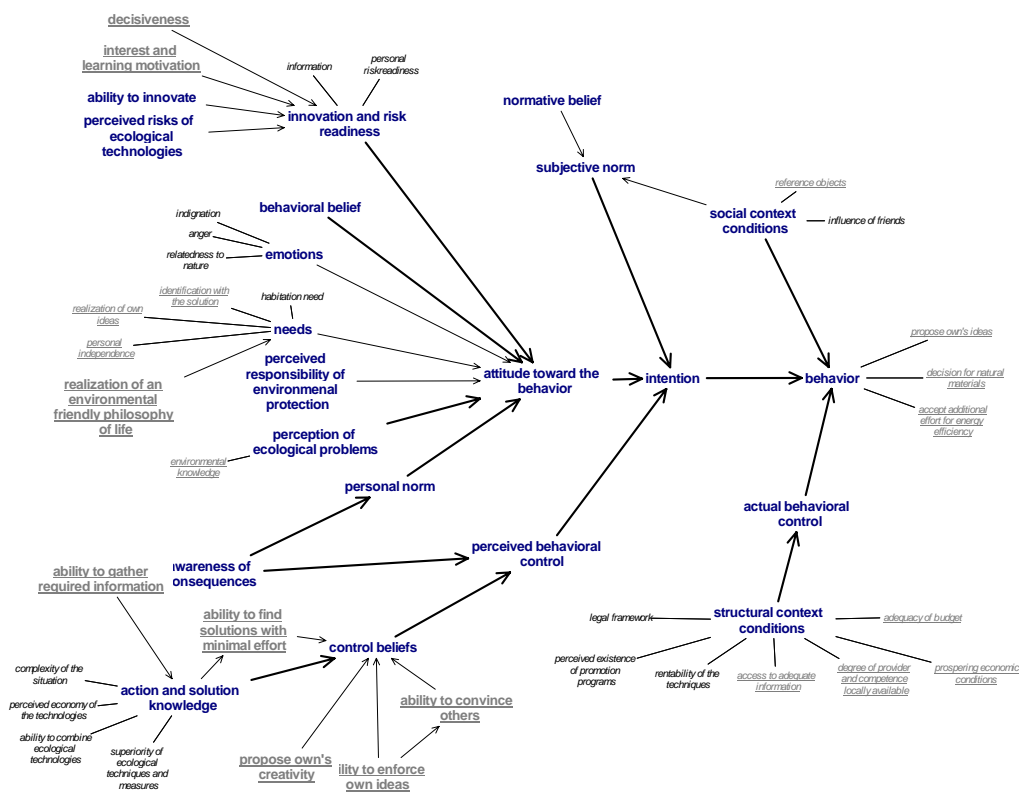 decisiveness
interest and
learning motivation
ability to innovate
perceived risks of
ecological
technologies
information
personal
riskreadiness
innovation and risk
readiness
normative belief
subjective norm
reference objects
social context
conditions
influence of friends
behavioral belief
indignation
anger
relatedness to
nature
emotions
identification with
the solution
habitation need
realization of own
ideas
needs
personal
independence
realization of an
environmental
friendly philosophy
of life
perceived
responsibility of
environmenal
protection
attitude toward the
behavior
intention
behavior
propose own's ideas
decision for natural
materials
accept additional
effort for energy
efficiency
perception of
ecological problems
environmental
knowledge
personal norm
actual behavioral
control
perceived behavioral
control
wareness of
onsequences
ability to gather
required information
ability to find
solutions with
minimal effort
control beliefs
structural context
conditions
legal framework
adequacy of budget
perceived existence
of promotion
programs
rentability of the
techniques
access to adequate
information
degree of provider
and competence
locally available
prospering economic
conditions
complexity of the
situation
action and solution
knowledge
perceived economy of
the technologies
ability to combine
ecological
technologies
superiority of
ecological
techniques and
measures
ability to convince
others
propose own's
creativity
ility to enforce
own ideas